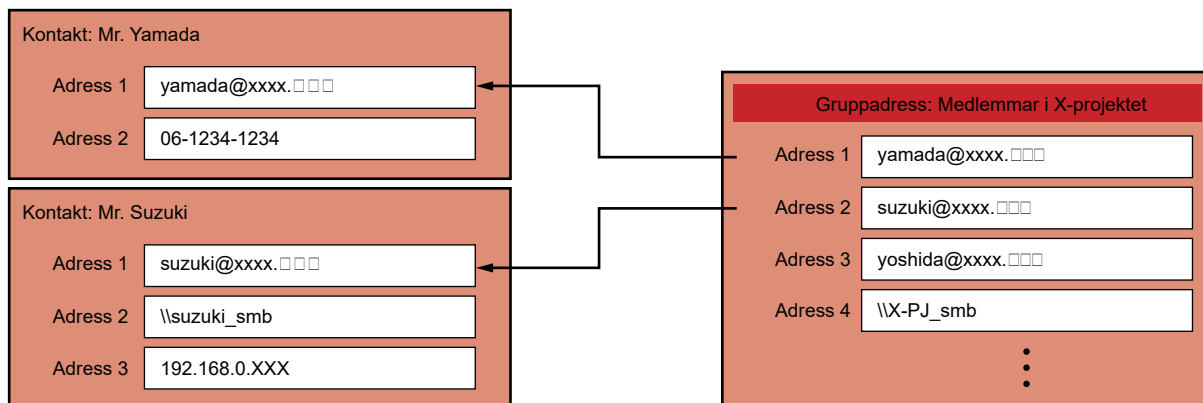 Kontakt: Mr. Yamada
Adress 1 yamada@xxxx.□□□
Adress 2 06-1234-1234
Kontakt: Mr. Suzuki
Adress 1 suzuki@xxxx.□□□
Adress 2 \\suzuki_smb
Adress 3 192.168.0.XXX
Gruppadress: Medlemmar i X-projektet
Adress 1 yamada@xxxx.□□□
Adress 2 suzuki@xxxx.□□□
Adress 3 yoshida@xxxx.□□□
Adress 4 \\X-PJ_smb